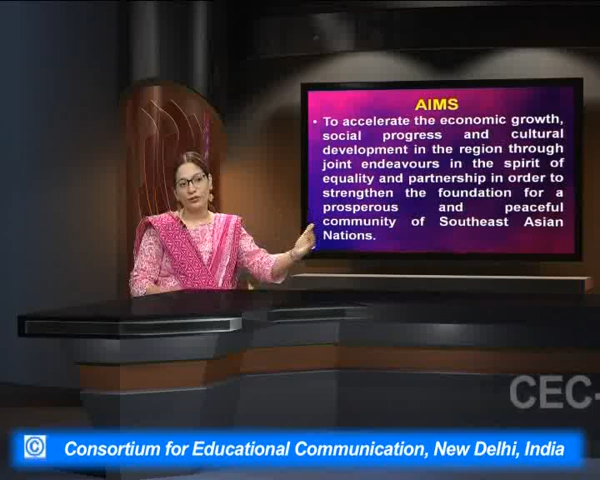 AIMS
• To accelerate the economic growth,
social progress and cultural
development in the region through
joint endeavours in the spirit of
equality and partnership in order to
strengthen the foundation for a
prosperous and peaceful
community of Southeast Asian
Nations.
CEC-
© Consortium for Educational Communication, New Delhi, India